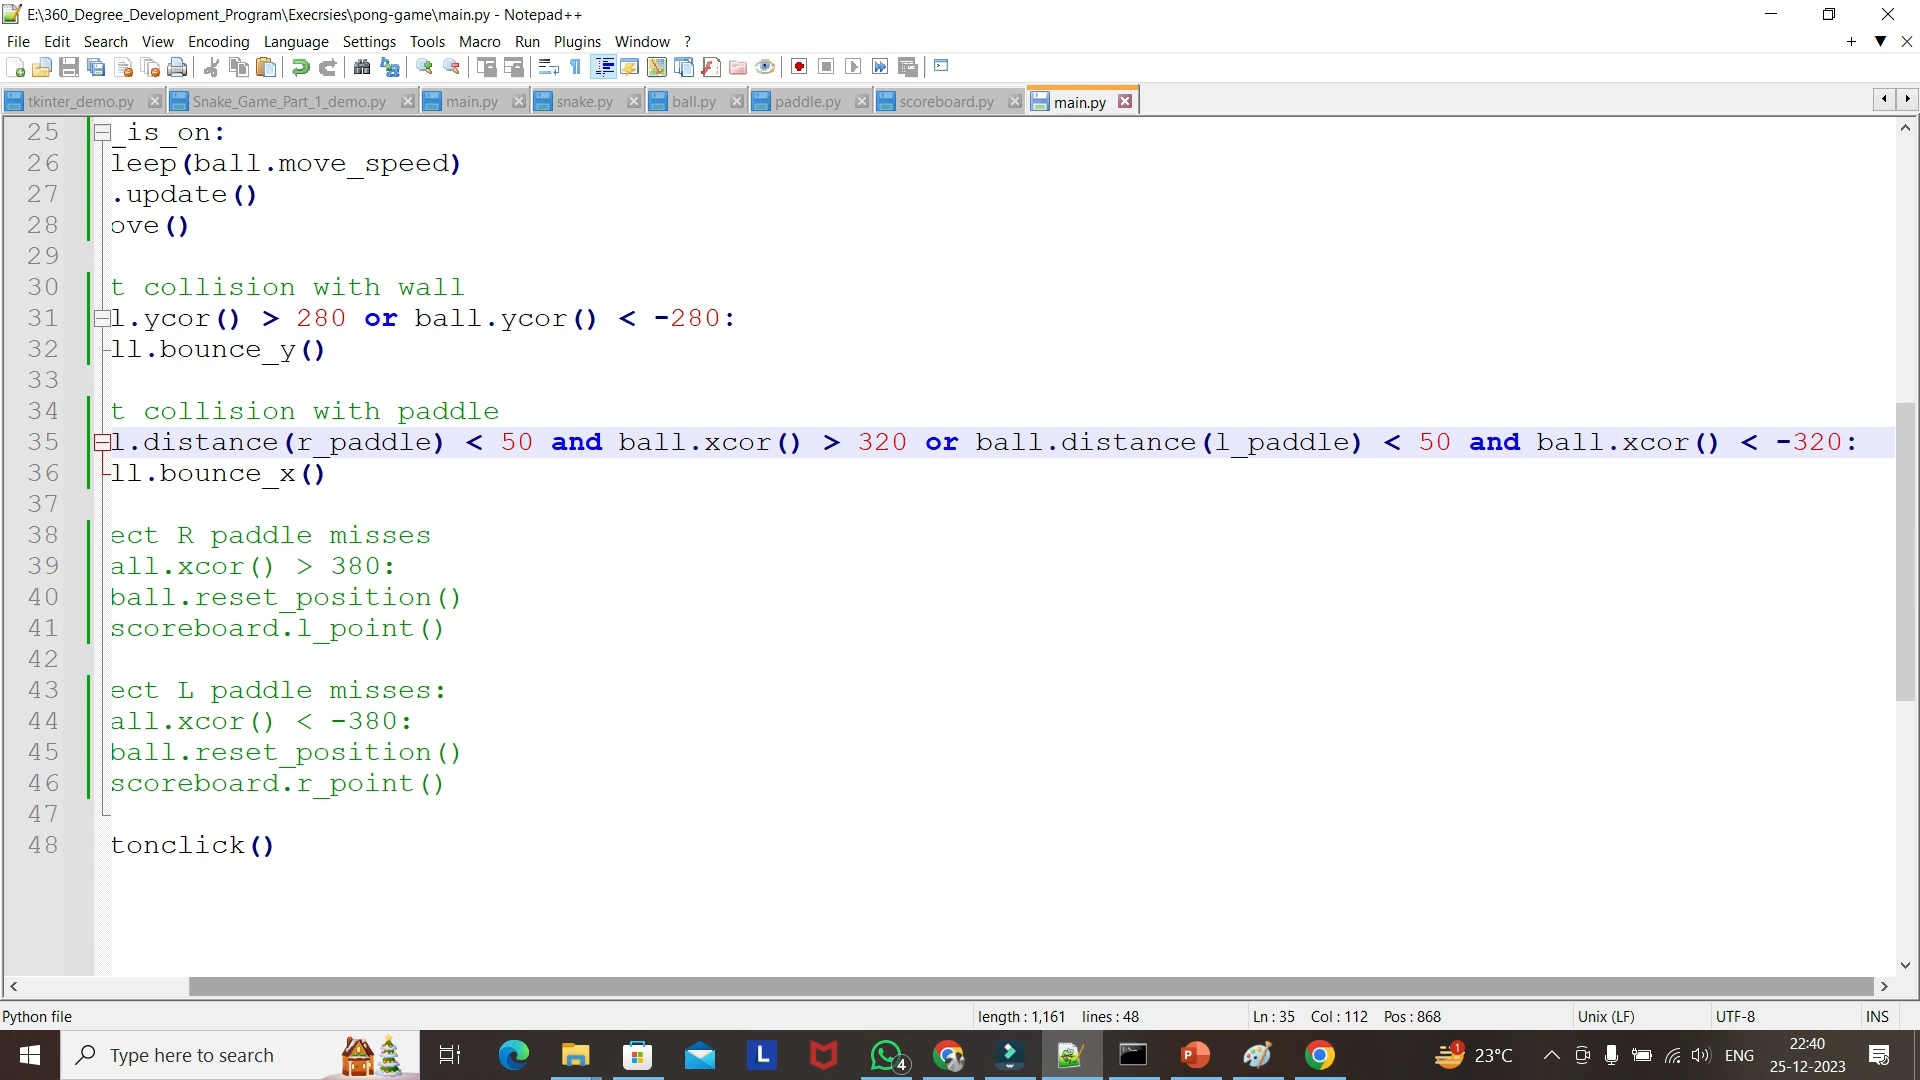 E:\360_Degree_Development_Program\Execrsies\pong-game\main.py - Notepad++
File Edit Search View Encoding Language Settings Tools Macro Run Plugins Window ?
tkinter_demo.py Snake_Game_Part_1_demo.py main.py snake.py ball.py paddle.py scoreboard.py main.py
25 _is_on:
26 leep(ball.move_speed)
27 .update()
28 ove()
29
30 t collision with wall
31 l.ycor() > 280 or ball.ycor() < -280:
32 ll.bounce_y()
33
34 t collision with paddle
35 l.distance(r_paddle) < 50 and ball.xcor() > 320 or ball.distance(l_paddle) < 50 and ball.xcor() < -320:
36 ll.bounce_x()
37
38 ect R paddle misses
39 all.xcor() > 380:
40 ball.reset_position()
41 scoreboard.l_point()
42
43 ect L paddle misses:
44 all.xcor() < -380:
45 ball.reset_position()
46 scoreboard.r_point()
47
48 tonclick()
Python file length : 1,161 lines : 48 Ln : 35 Col : 112 Pos : 868 Unix (LF) UTF-8 INS
Type here to search L 4 P 1 23°C ENG 22:40
25-12-2023